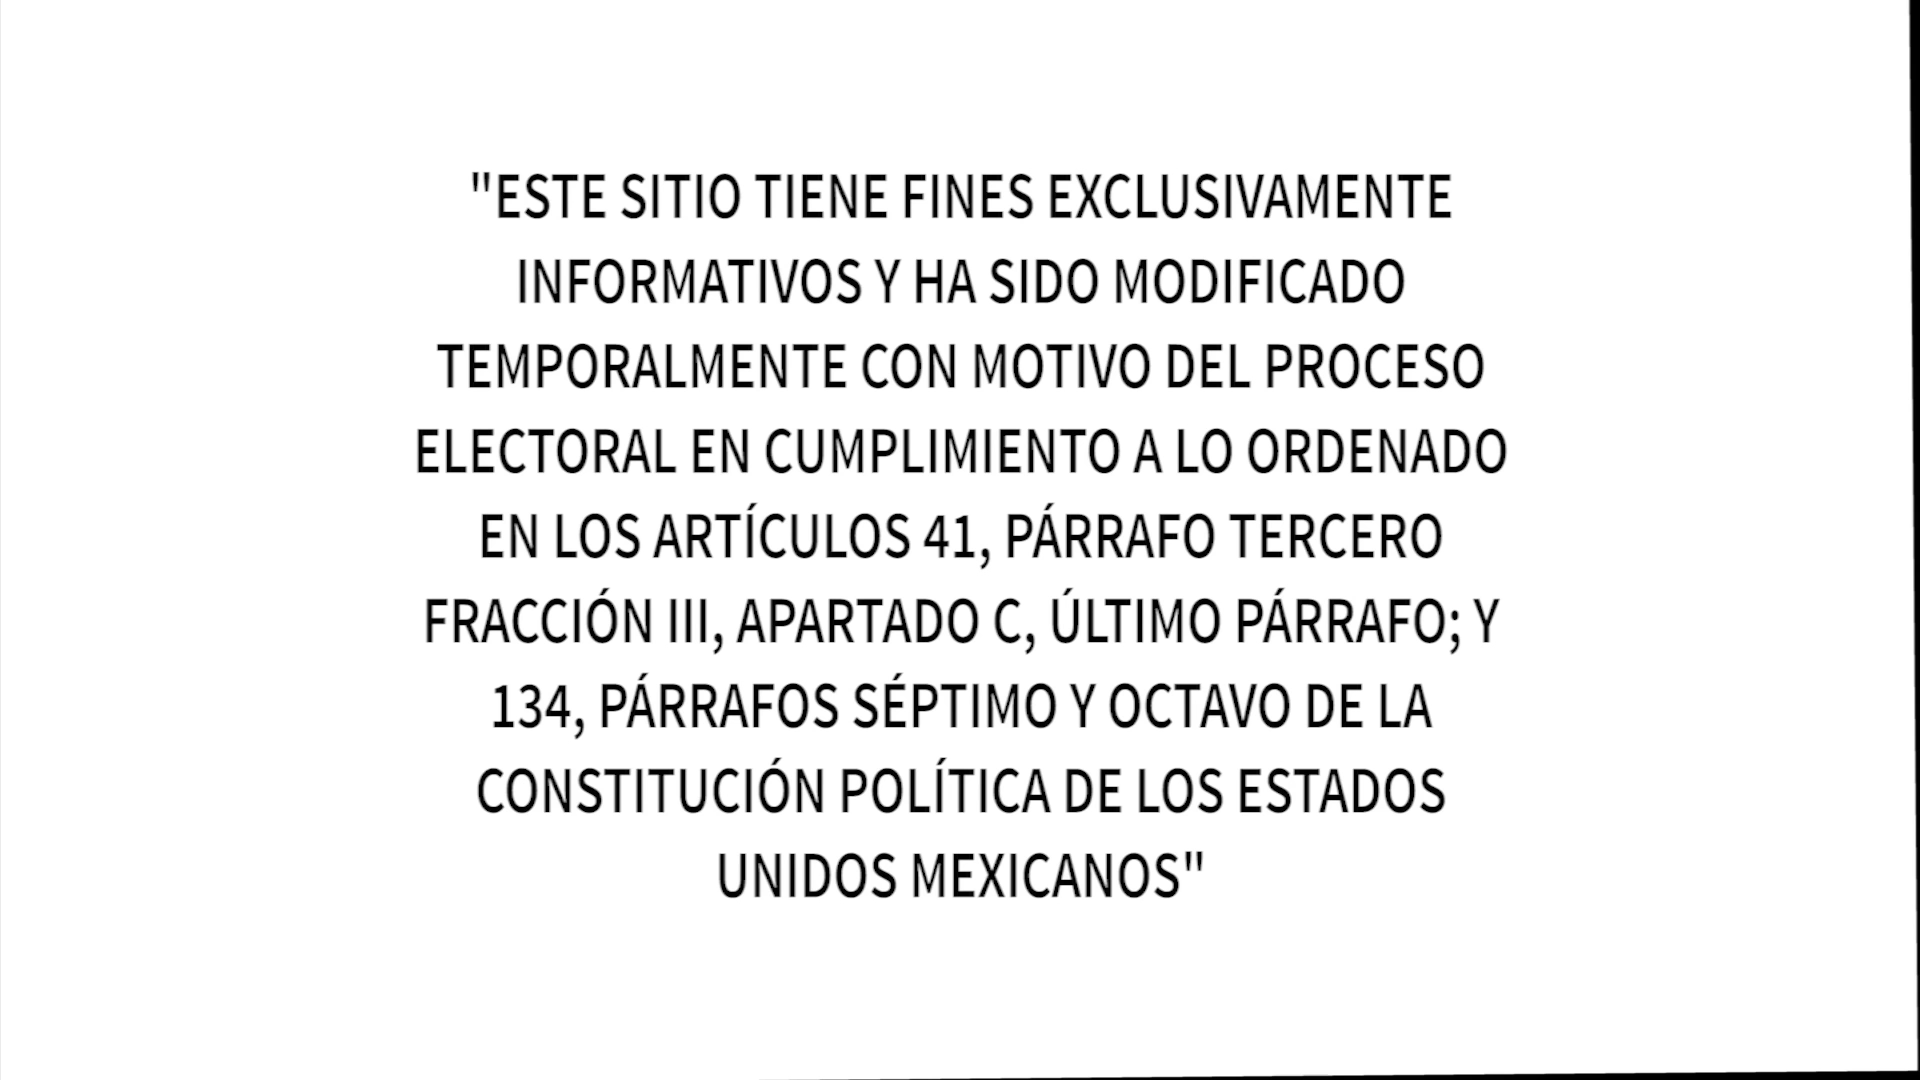 "ESTE SITIO TIENE FINES EXCLUSIVAMENTE
INFORMATIVOS Y HA SIDO MODIFICADO
TEMPORALMENTE CON MOTIVO DEL PROCESO
ELECTORAL EN CUMPLIMIENTO A LO ORDENADO
EN LOS ARTÍCULOS 41, PÁRRAFO TERCERO
FRACCIÓN III, APARTADO C, ÚLTIMO PÁRRAFO; Y
134, PÁRRAFOS SÉPTIMO Y OCTAVO DE LA
CONSTITUCIÓN POLÍTICA DE LOS ESTADOS
UNIDOS MEXICANOS"